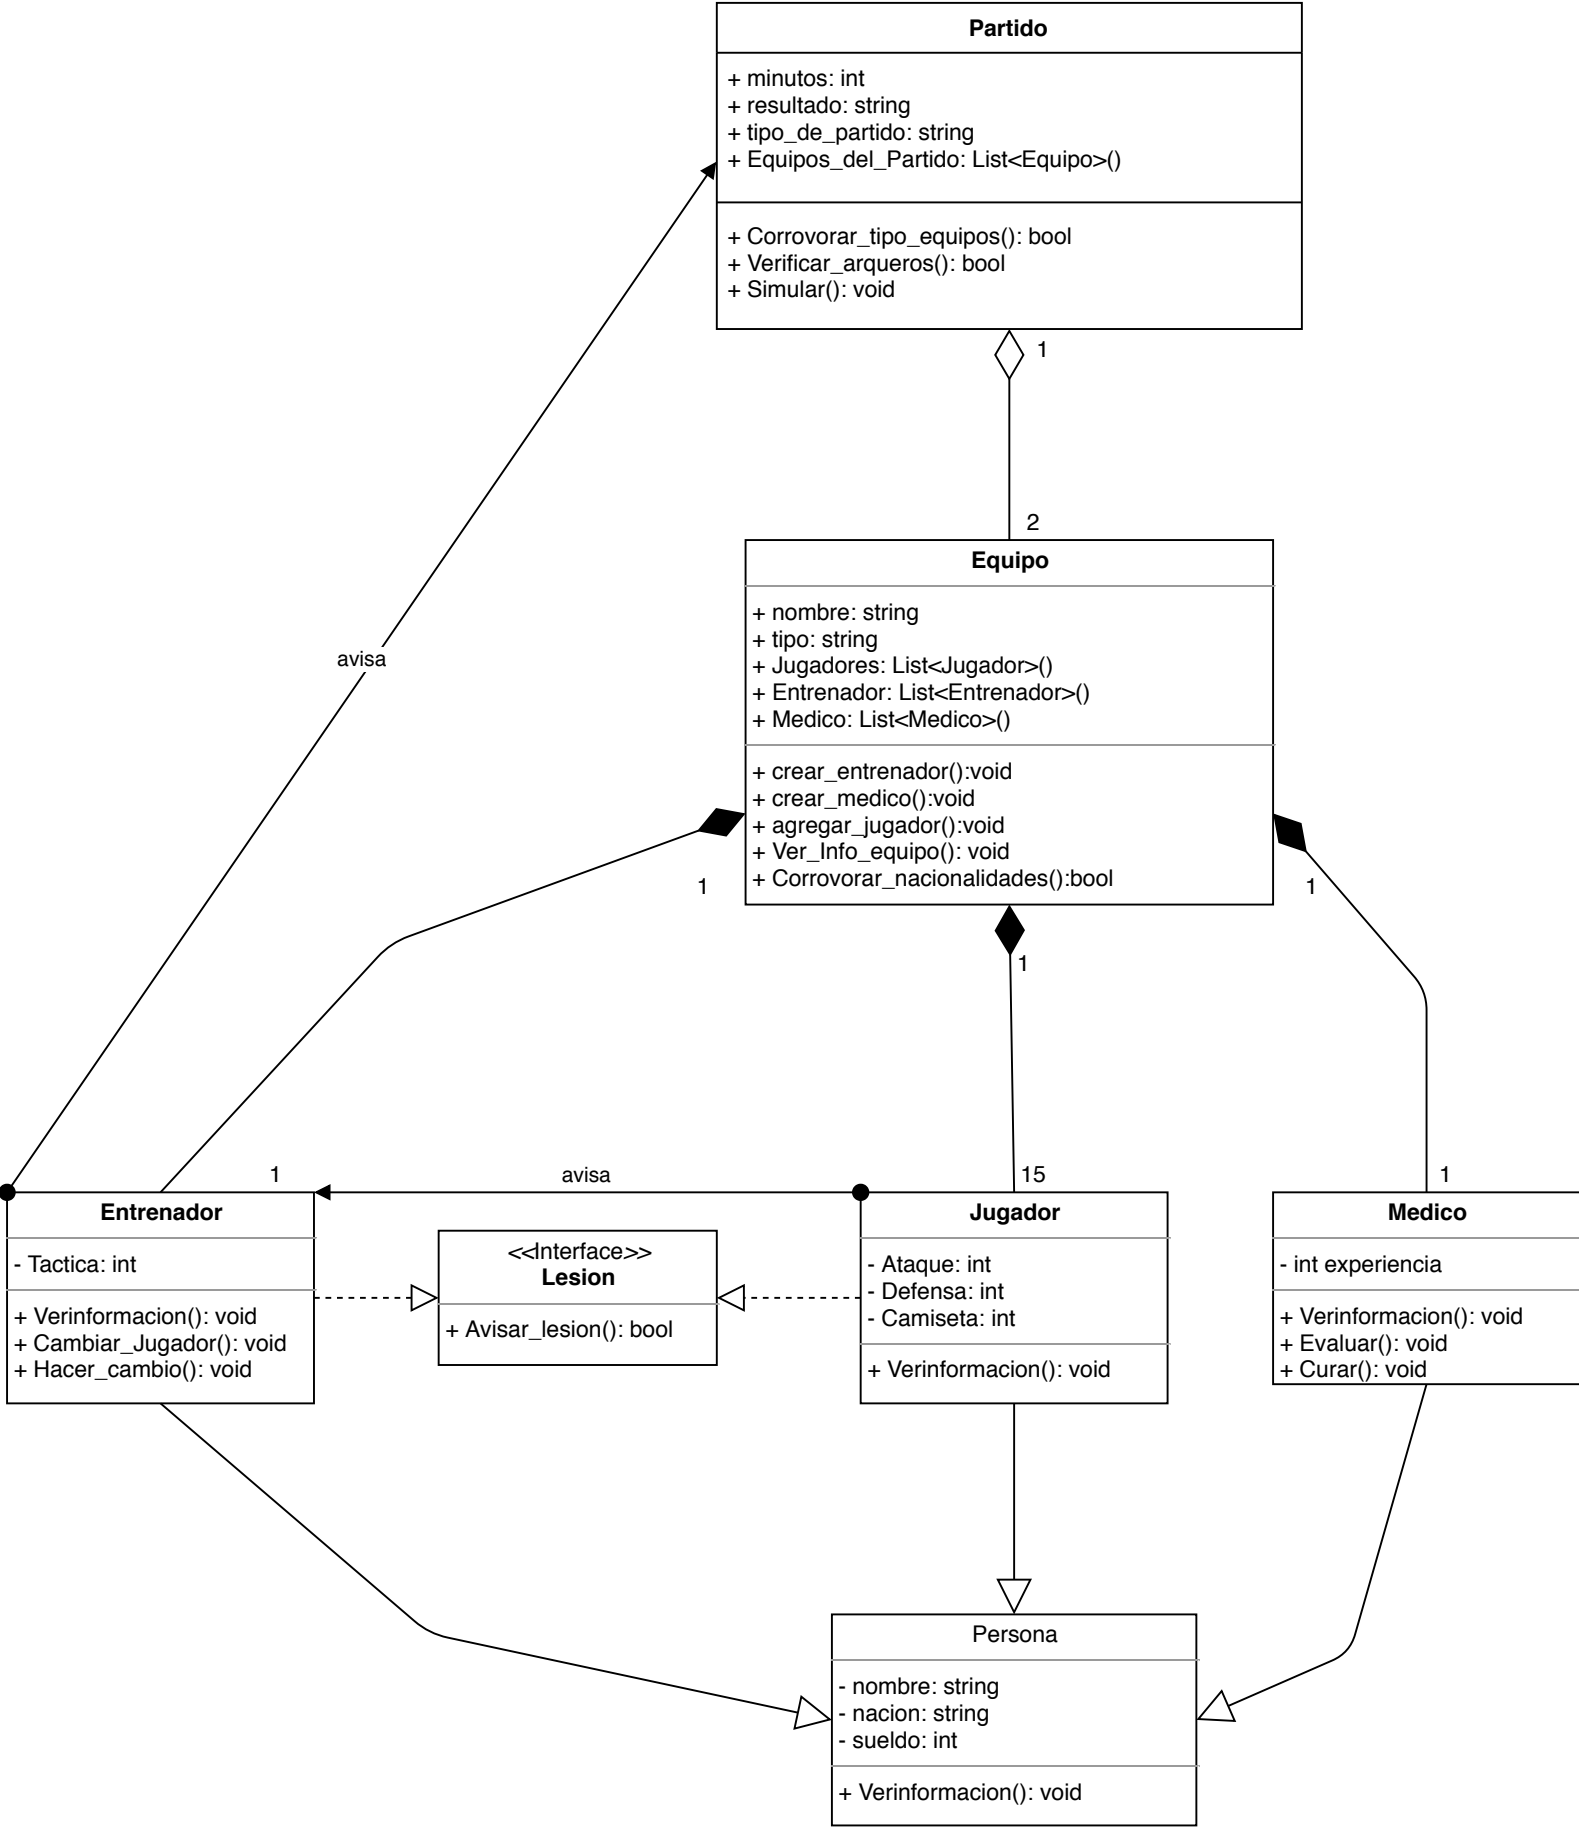 Partido
+ minutos: int
+ resultado: string
+ tipo_de_partido: string
+ Equipos_del_Partido: List<Equipo>()
+ Corrovorar_tipo_equipos(): bool
+ Verificar_arqueros(): bool
+ Simular(): void
1
2
Equipo
+ nombre: string
+ tipo: string
+ Jugadores: List<Jugador>()
+ Entrenador: List<Entrenador>()
+ Medico: List<Medico>()
+ crear_entrenador():void
+ crear_medico():void
+ agregar_jugador():void
+ Ver_Info_equipo(): void
+ Corrovorar_nacionalidades():bool
avisa
1
1
1
1
avisa
15
1
Entrenador
- Tactica: int
+ Verinformacion(): void
+ Cambiar_Jugador(): void
+ Hacer_cambio(): void
<<Interface>>
Lesion
+ Avisar_lesion(): bool
Jugador
- Ataque: int
- Defensa: int
- Camiseta: int
+ Verinformacion(): void
Medico
- int experiencia
+ Verinformacion(): void
+ Evaluar(): void
+ Curar(): void
Persona
- nombre: string
- nacion: string
- sueldo: int
+ Verinformacion(): void